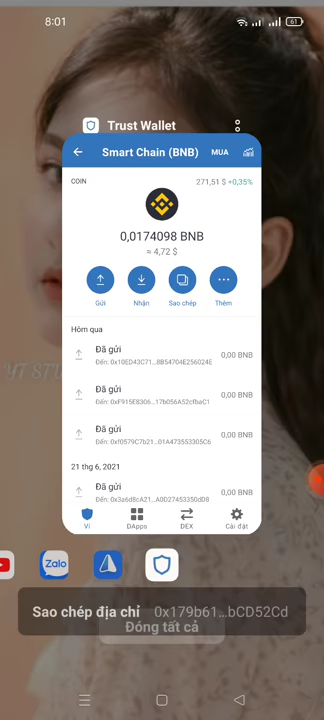 8:01
61
Trust Wallet
Smart Chain (BNB)
MUA
COIN
271,51 $ +0,35%
0,0174098 BNB
≈ 4,72 $
Gửi
Nhận
Sao chép
Thêm
Hôm qua
Đã gửi
Đến: 0x10ED43C71...8B54704E256024E
0,00 BNB
Đã gửi
Đến: 0xF915E8306...17b056A52cfbaC1
0,00 BNB
Đã gửi
Đến: 0xf0579C7b21...01A473553305C6
0,00 BNB
21 thg 6, 2021
Đã gửi
Đến: 0x3a6d8cA21...A0D27453350dD8
0,00 BNB
Ví
DApps
DEX
Cài đặt
Zalo
Sao chép địa chỉ 0x179b61...bCD52Cd
Đóng tất cả